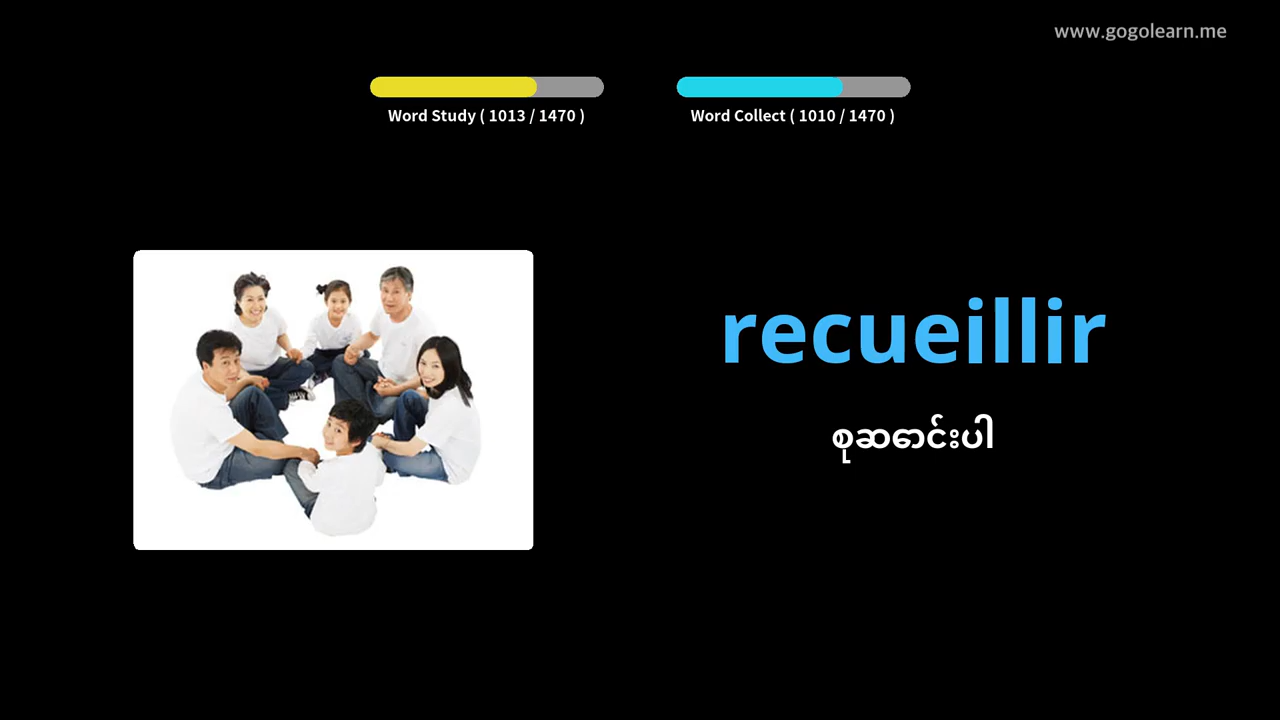 www.gogolearn.me
Word Study ( 1013 / 1470 )
Word Collect ( 1010 / 1470 )
recueillir
စုဆောင်းပါ